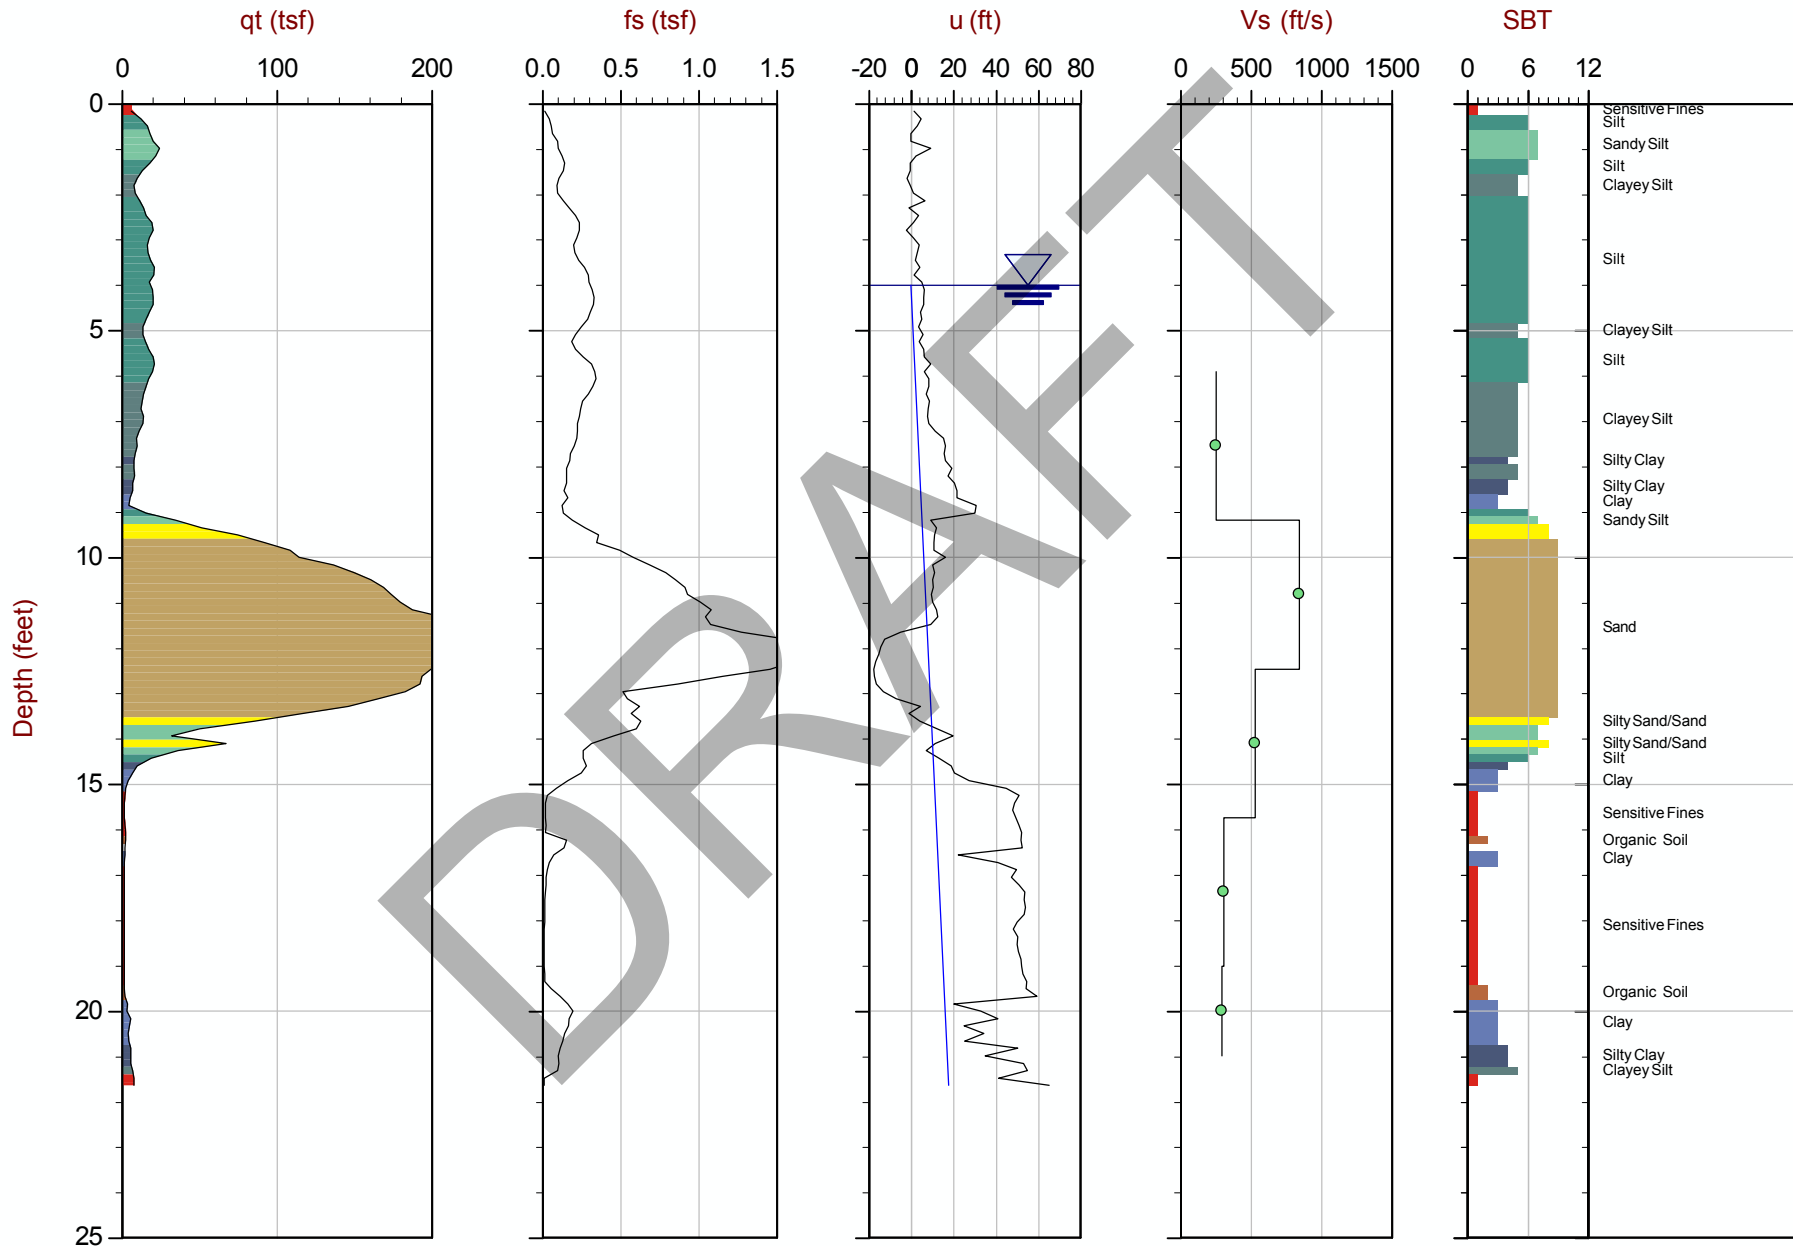 qt (tsf) fs (tsf) u (ft) Vs (ft/s) SBT
0 100 200 0.0 0.5 1.0 1.5 -20 0 20 40 60 80 0 500 1000 1500 0 6 12
0
5
10
15
20
25
Depth (feet)
Sensitive Fines
Silt
Sandy Silt
Silt
Clayey Silt
Silt
Clayey Silt
Silt
Clayey Silt
Silty Clay
Silty Clay
Clay
Sandy Silt
Sand
Silty Sand/Sand
Silty Sand/Sand
Silt
Clay
Sensitive Fines
Organic Soil
Clay
Sensitive Fines
Organic Soil
Clay
Silty Clay
Clayey Silt
DRAFT